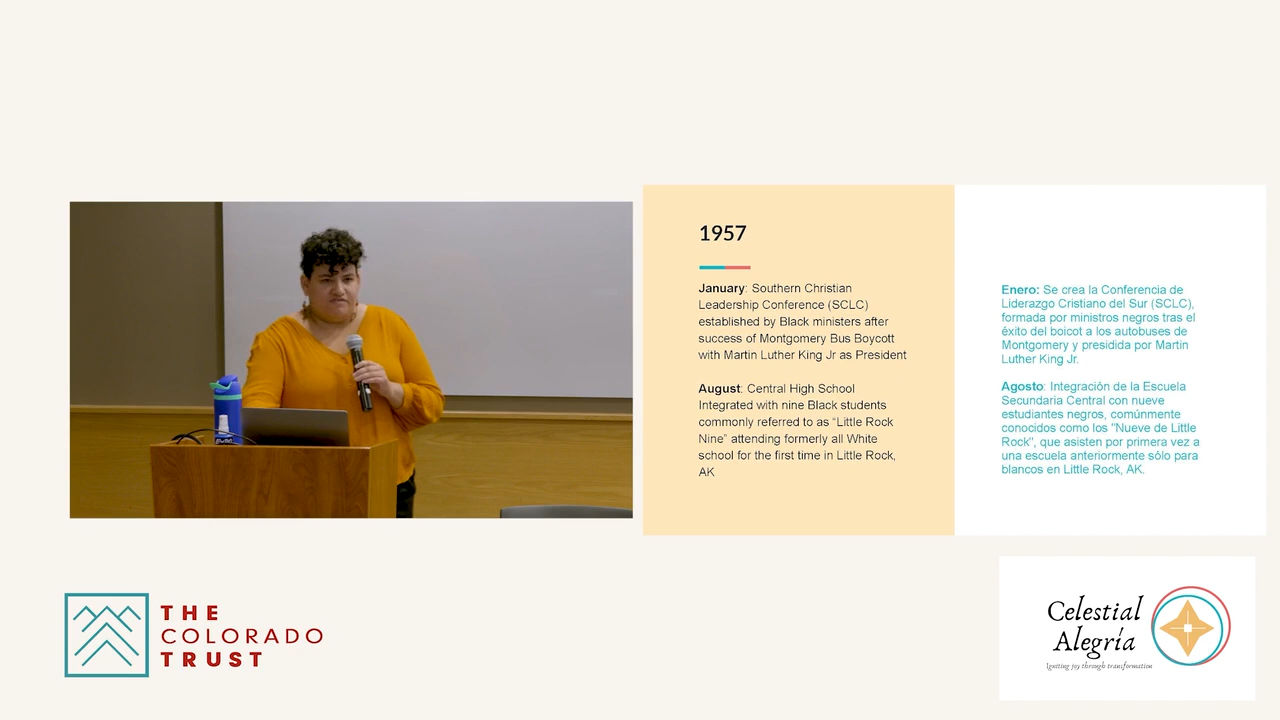 1957
January: Southern Christian
Leadership Conference (SCLC)
established by Black ministers after
success of Montgomery Bus Boycott
with Martin Luther King Jr as President
August: Central High School
Integrated with nine Black students
commonly referred to as “Little Rock
Nine” attending formerly all White
school for the first time in Little Rock,
AK
Enero: Se crea la Conferencia de
Liderazgo Cristiano del Sur (SCLC),
formada por ministros negros tras el
éxito del boicot a los autobuses de
Montgomery y presidida por Martin
Luther King Jr.
Agosto: Integración de la Escuela
Secundaria Central con nueve
estudiantes negros, comúnmente
conocidos como los "Nueve de Little
Rock", que asisten por primera vez a
una escuela anteriormente sólo para
blancos en Little Rock, AK.
THE
COLORADO
TRUST
Celestial
Alegría
Igniting joy through transformation